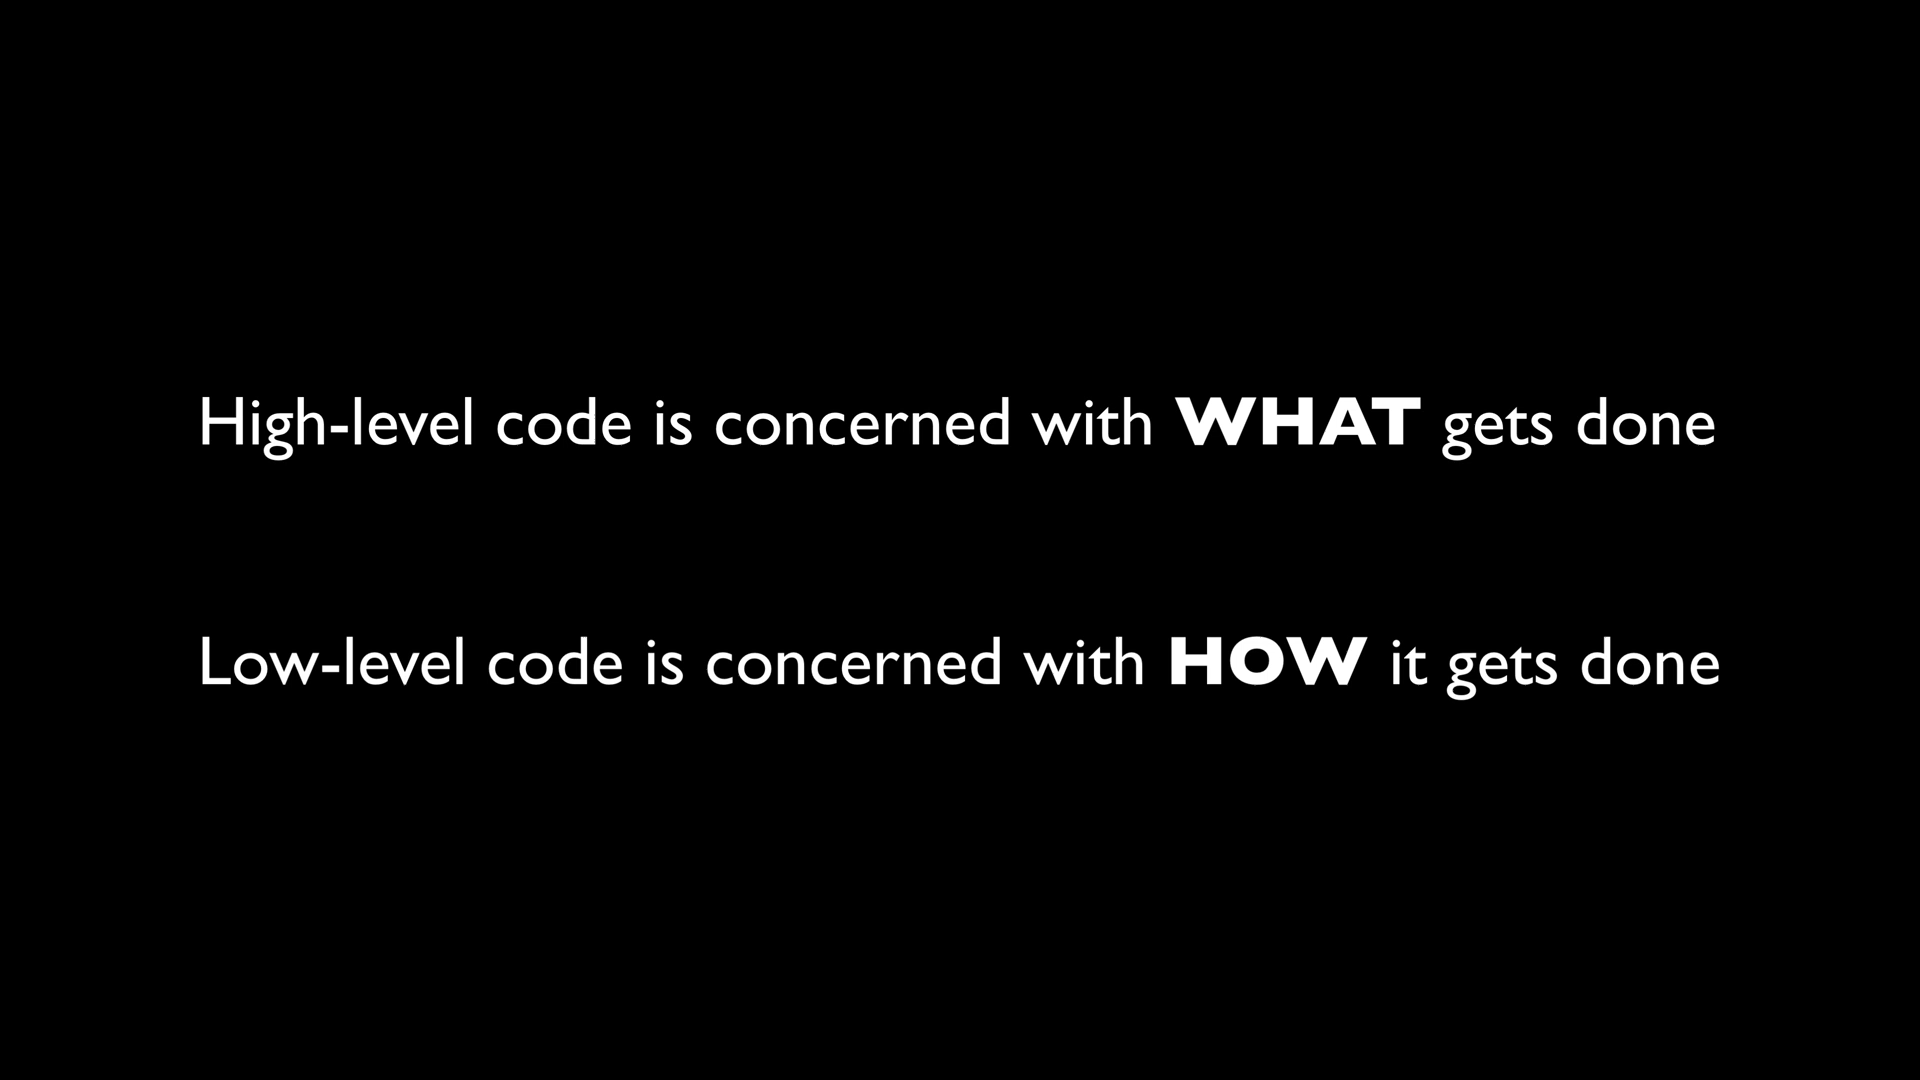 High-level code is concerned with WHAT gets done
Low-level code is concerned with HOW it gets done